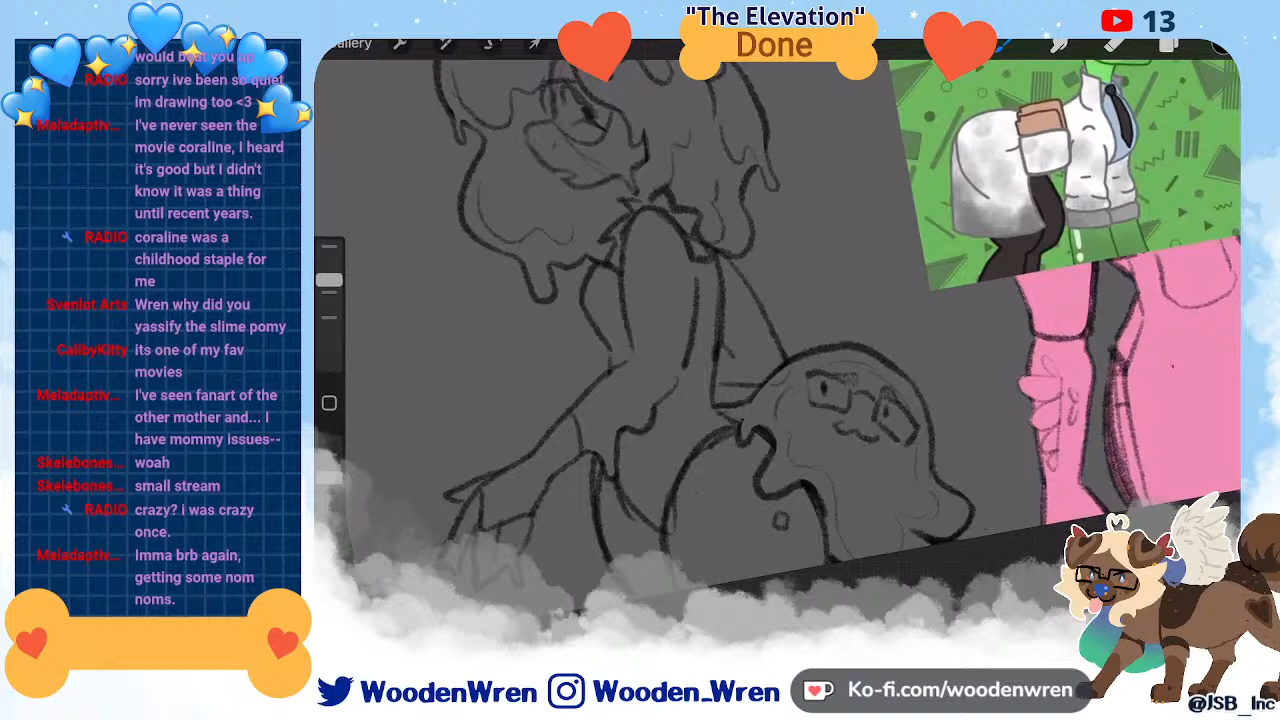 "The Elevation"
Done
13
allery
would beat you up
RADIO sorry ive been so quiet
im drawing too <3
Meladaptiv... I've never seen the
movie coraline, I heard
it's good but I didn't
know it was a thing
until recent years.
RADIO coraline was a
childhood staple for
me
Svenlot Arts Wren why did you
yassify the slime pomy
CallbyKitty its one of my fav
movies
Meladaptiv... I've seen fanart of the
other mother and... I
have mommy issues--
Skelebones... woah
Skelebones... small stream
RADIO crazy? i was crazy
once.
Meladaptiv... Imma brb again,
getting some nom
noms.
WoodenWren
Wooden_Wren
Ko-fi.com/woodenwren
@JSB_Inc